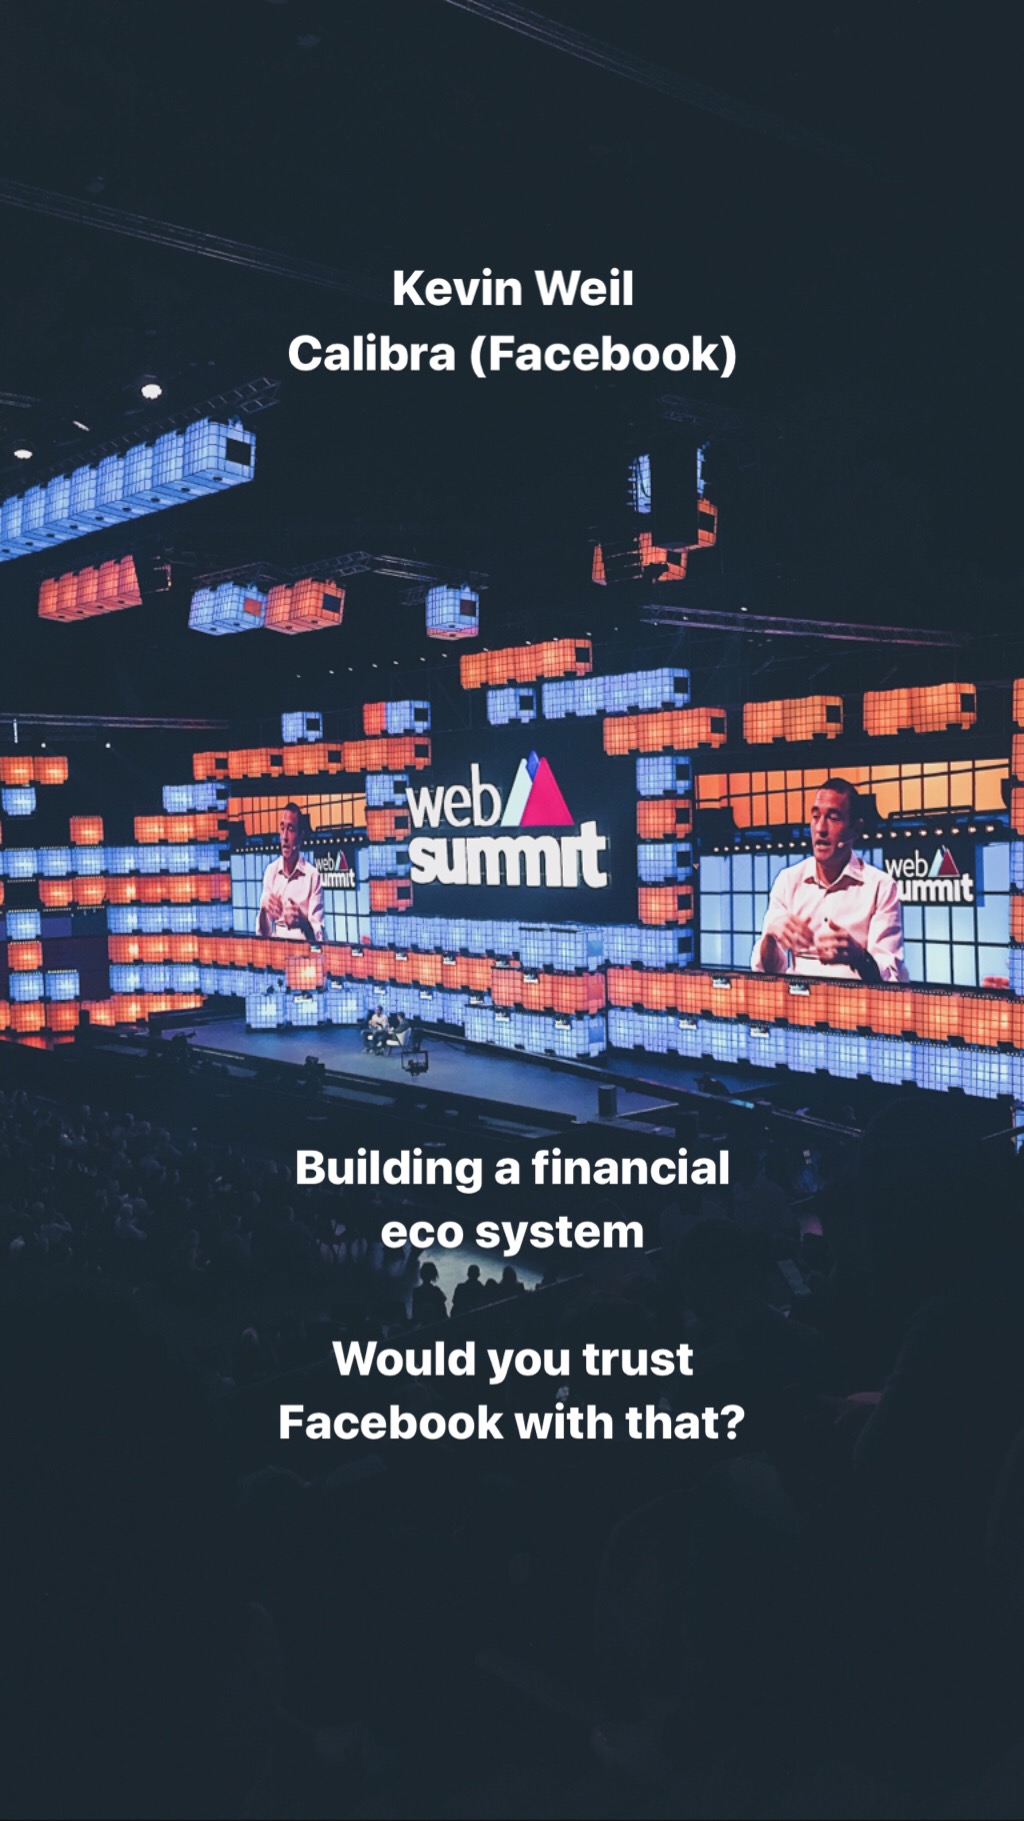 Kevin Weil
Calibra (Facebook)
web
summit
web
summit
web
summit
Building a financial
eco system
Would you trust
Facebook with that?